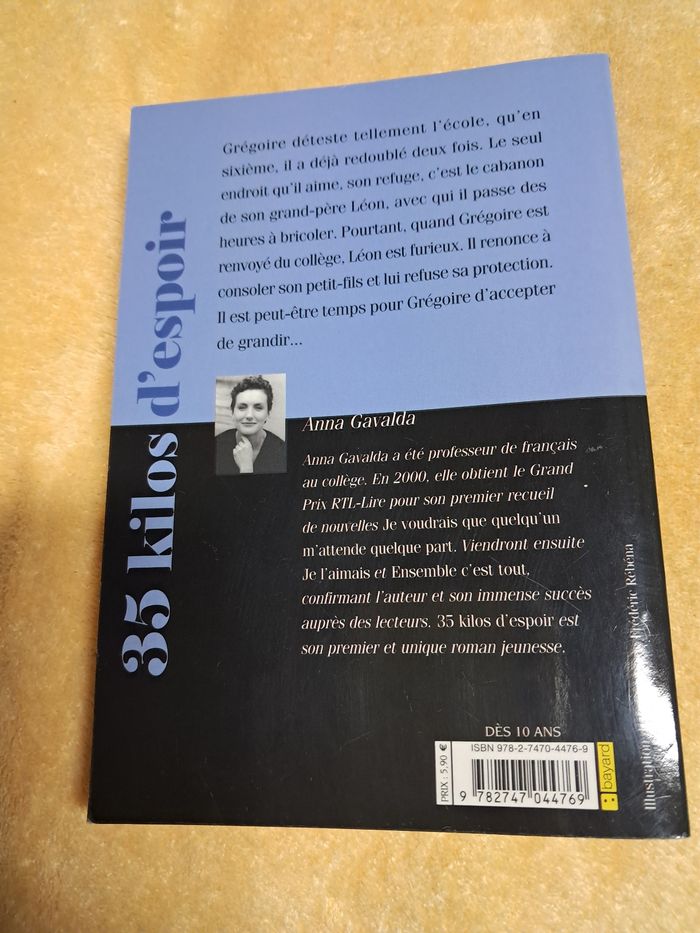 Grégoire déteste tellement l'école, qu'en
sixième, il a déjà redoublé deux fois. Le seul
endroit qu'il aime, son refuge, c'est le cabanon
de son grand-père Léon, avec qui il passe des
heures à bricoler. Pourtant, quand Grégoire est
renvoyé du collège, Léon est furieux. Il renonce à
consoler son petit-fils et lui refuse sa protection.
Il est peut-être temps pour Grégoire d'accepter
de grandir...
35 kilos d'espoir
Anna Gavalda
Anna Gavalda a été professeur de français
au collège. En 2000, elle obtient le Grand
Prix RTL-Lire pour son premier recueil
de nouvelles Je voudrais que quelqu'un
m'attende quelque part. Viendront ensuite
Je l'aimais et Ensemble c'est tout,
confirmant l'auteur et son immense succès
auprès des lecteurs. 35 kilos d'espoir est
son premier et unique roman jeunesse.
DÈS 10 ANS
PRIX : 5,90 €
ISBN 978-2-7470-4476-9
9 782747 044769
bayard
Illustration Frédéric Rébéna